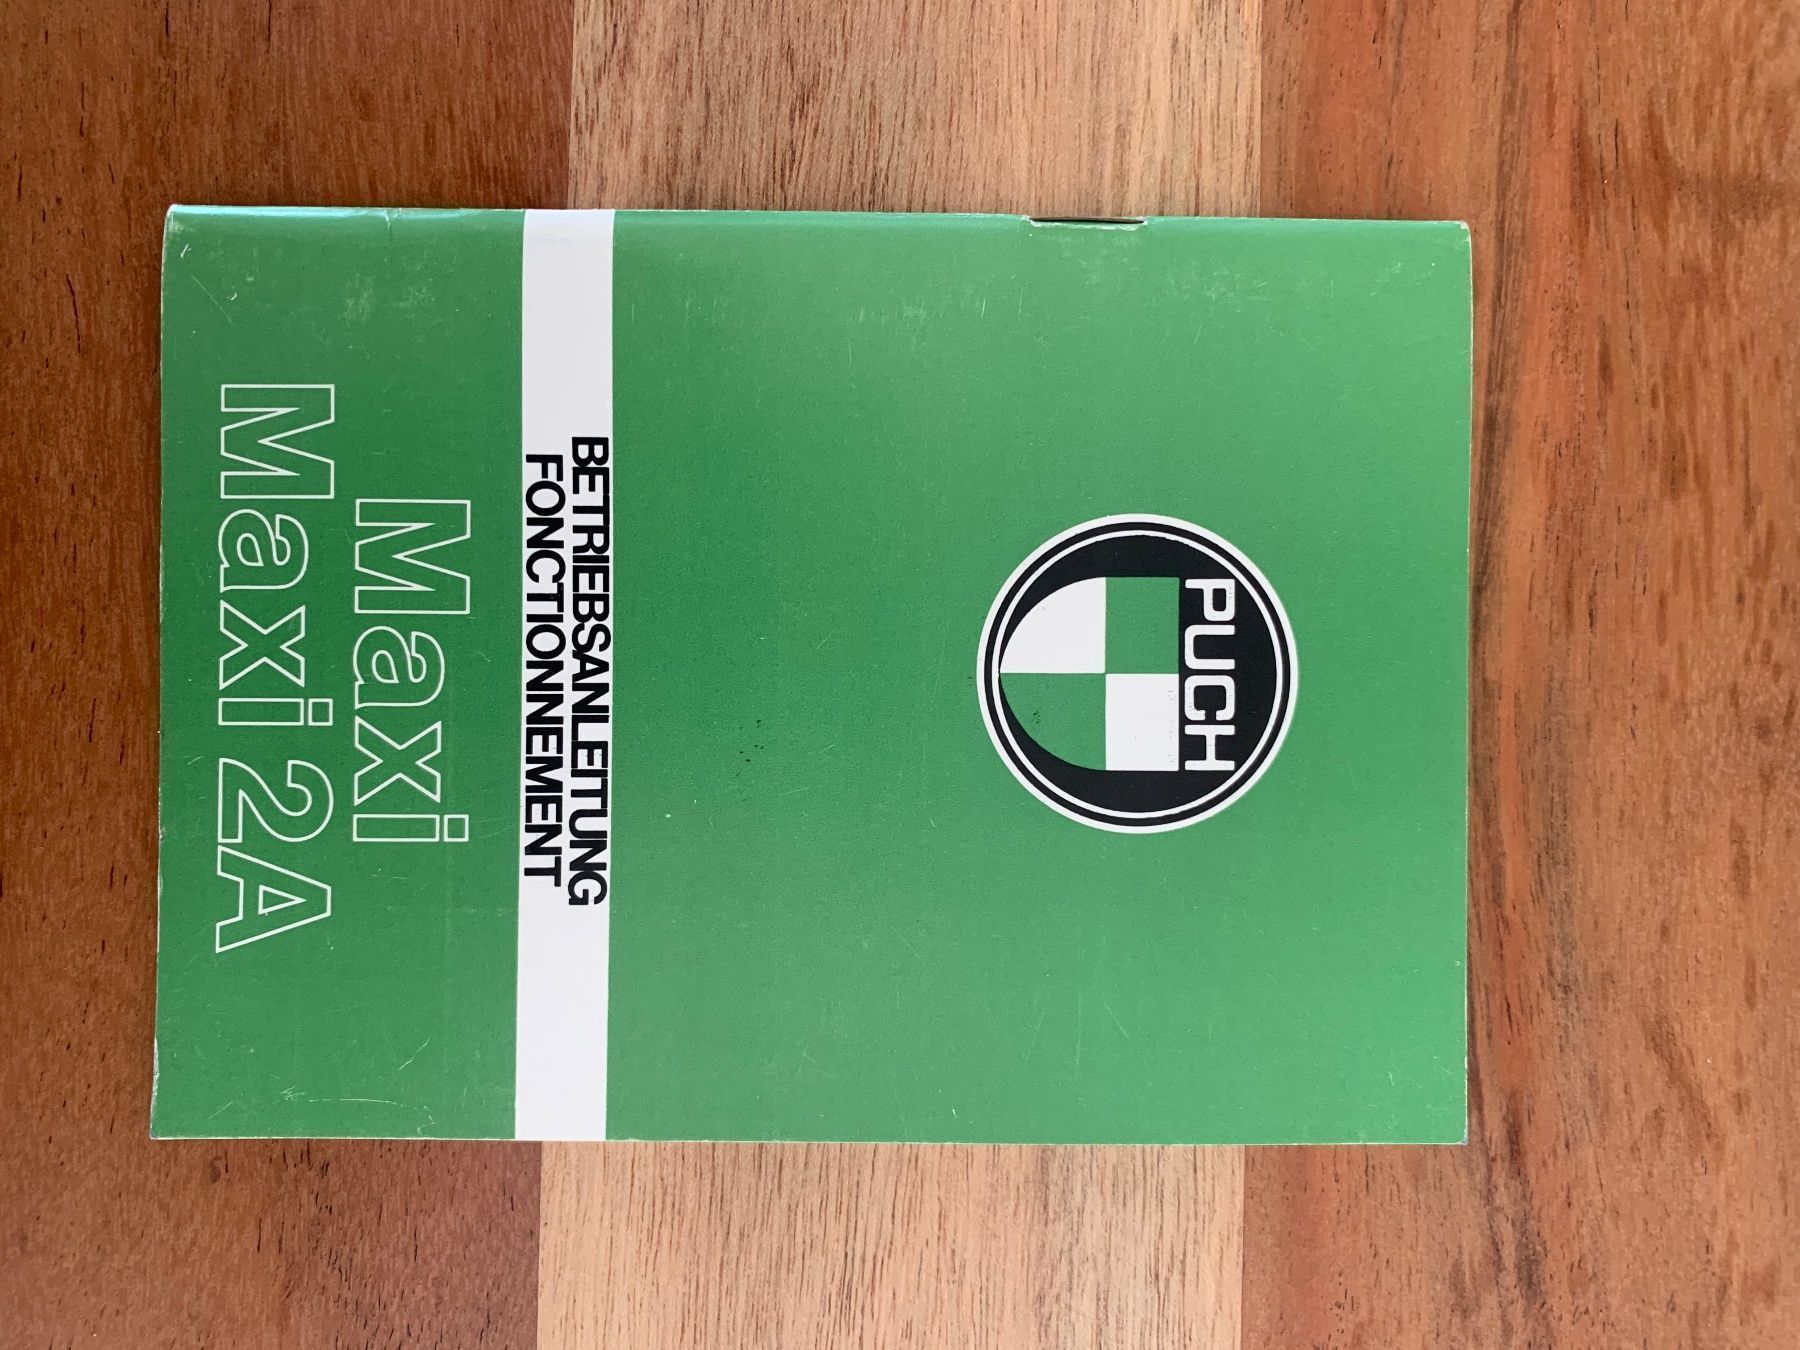 PUCH
BETRIEBSANLEITUNG
FONCTIONNEMENT
Maxi
Maxi 2A